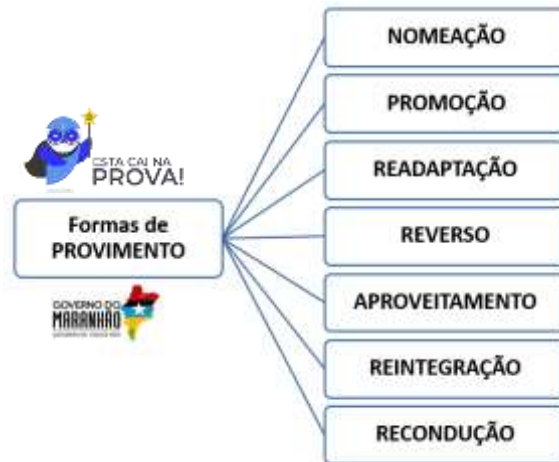 NOMEAÇÃO
PROMOÇÃO
ESTA CAI NA
PROVA!
READAPTAÇÃO
Formas de
PROVIMENTO
REVERSO
APROVEITAMENTO
GOVERNO DO
MARANHÃO
REINTEGRAÇÃO
RECONDUÇÃO